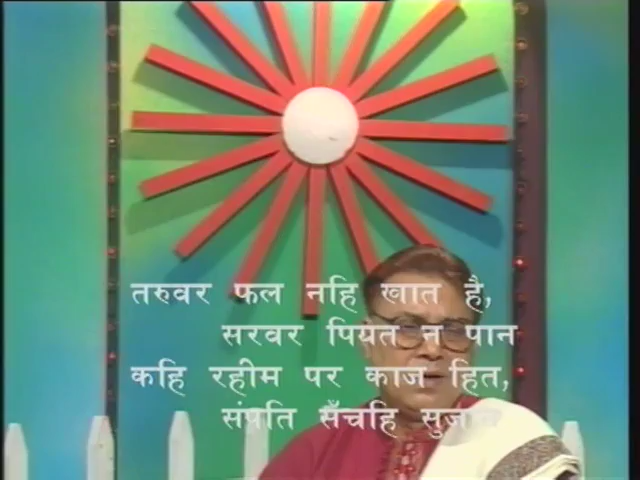 तरुवर फल नहि खात है,
सरवर पियत न पान
कहि रहीम पर काज हित,
संपति सँचहि सुजान